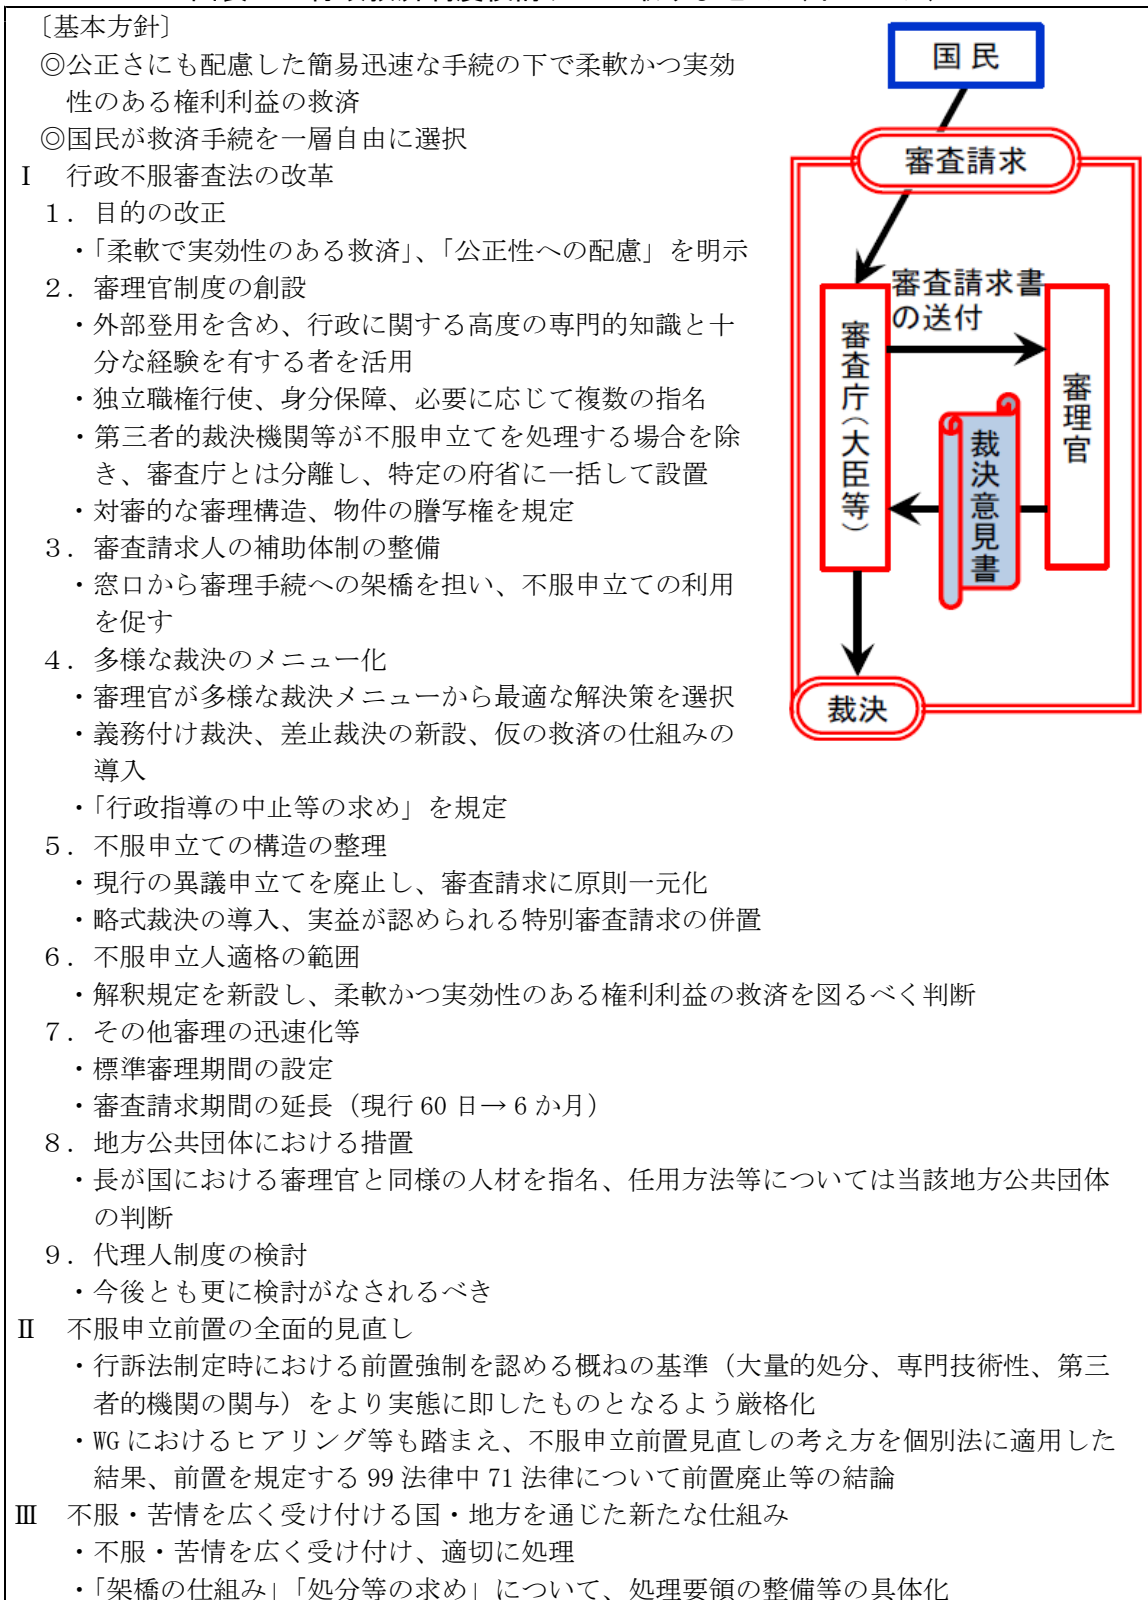 〔基本方針〕
◎公正さにも配慮した簡易迅速な手続の下で柔軟かつ実効
性のある権利利益の救済
◎国民が救済手続を一層自由に選択
Ⅰ　行政不服審査法の改革
１．目的の改正
・「柔軟で実効性のある救済」、「公正性への配慮」を明示
２．審理官制度の創設
・外部登用を含め、行政に関する高度の専門的知識と十
分な経験を有する者を活用
・独立職権行使、身分保障、必要に応じて複数の指名
・第三者的裁決機関等が不服申立てを処理する場合を除
き、審査庁とは分離し、特定の府省に一括して設置
・対審的な審理構造、物件の謄写権を規定
３．審査請求人の補助体制の整備
・窓口から審理手続への架橋を担い、不服申立ての利用
を促す
４．多様な裁決のメニュー化
・審理官が多様な裁決メニューから最適な解決策を選択
・義務付け裁決、差止裁決の新設、仮の救済の仕組みの
導入
・「行政指導の中止等の求め」を規定
５．不服申立ての構造の整理
・現行の異議申立てを廃止し、審査請求に原則一元化
・略式裁決の導入、実益が認められる特別審査請求の併置
６．不服申立人適格の範囲
・解釈規定を新設し、柔軟かつ実効性のある権利利益の救済を図るべく判断
７．その他審理の迅速化等
・標準審理期間の設定
・審査請求期間の延長（現行 60 日→６か月）
８．地方公共団体における措置
・長が国における審理官と同様の人材を指名、任用方法等については当該地方公共団体
の判断
９．代理人制度の検討
・今後とも更に検討がなされるべき
Ⅱ　不服申立前置の全面的見直し
・行訴法制定時における前置強制を認める概ねの基準（大量的処分、専門技術性、第三
者的機関の関与）をより実態に即したものとなるよう厳格化
・WG におけるヒアリング等も踏まえ、不服申立前置見直しの考え方を個別法に適用した
結果、前置を規定する 99 法律中 71 法律について前置廃止等の結論
Ⅲ　不服・苦情を広く受け付ける国・地方を通じた新たな仕組み
・不服・苦情を広く受け付け、適切に処理
・「架橋の仕組み」「処分等の求め」について、処理要領の整備等の具体化
国民
審査請求
審査請求書
の送付
審査庁（大臣等）
審理官
裁決意見書
裁決